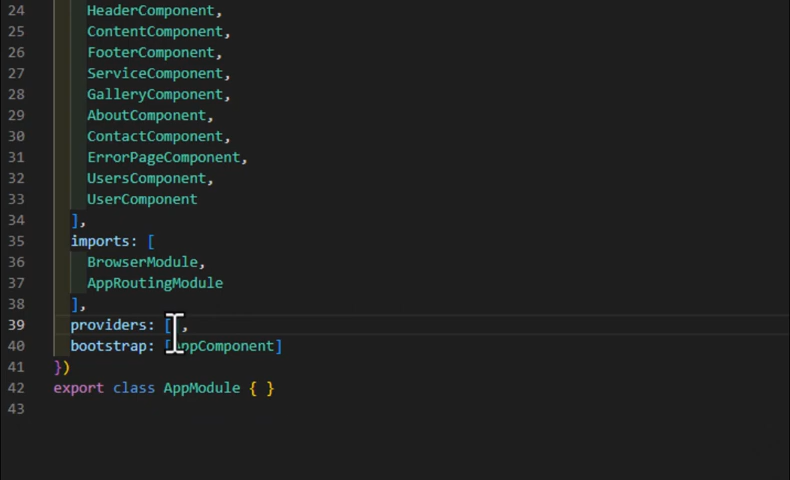 24 HeaderComponent,
25 ContentComponent,
26 FooterComponent,
27 ServiceComponent,
28 GalleryComponent,
29 AboutComponent,
30 ContactComponent,
31 ErrorPageComponent,
32 UsersComponent,
33 UserComponent
34 ],
35 imports: [
36 BrowserModule,
37 AppRoutingModule
38 ],
39 providers: [],
40 bootstrap: [AppComponent]
41 })
42 export class AppModule { }
43